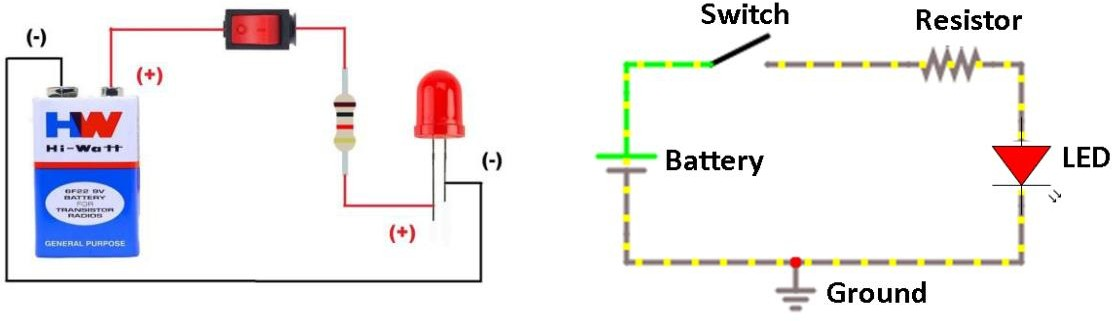 (-)
(+)
HW
Hi-Watt
6F22 9V
BATTERY
FOR
TRANSISTOR
RADIOS
GENERAL PURPOSE
(-)
(+)
Switch
Resistor
Battery
LED
Ground